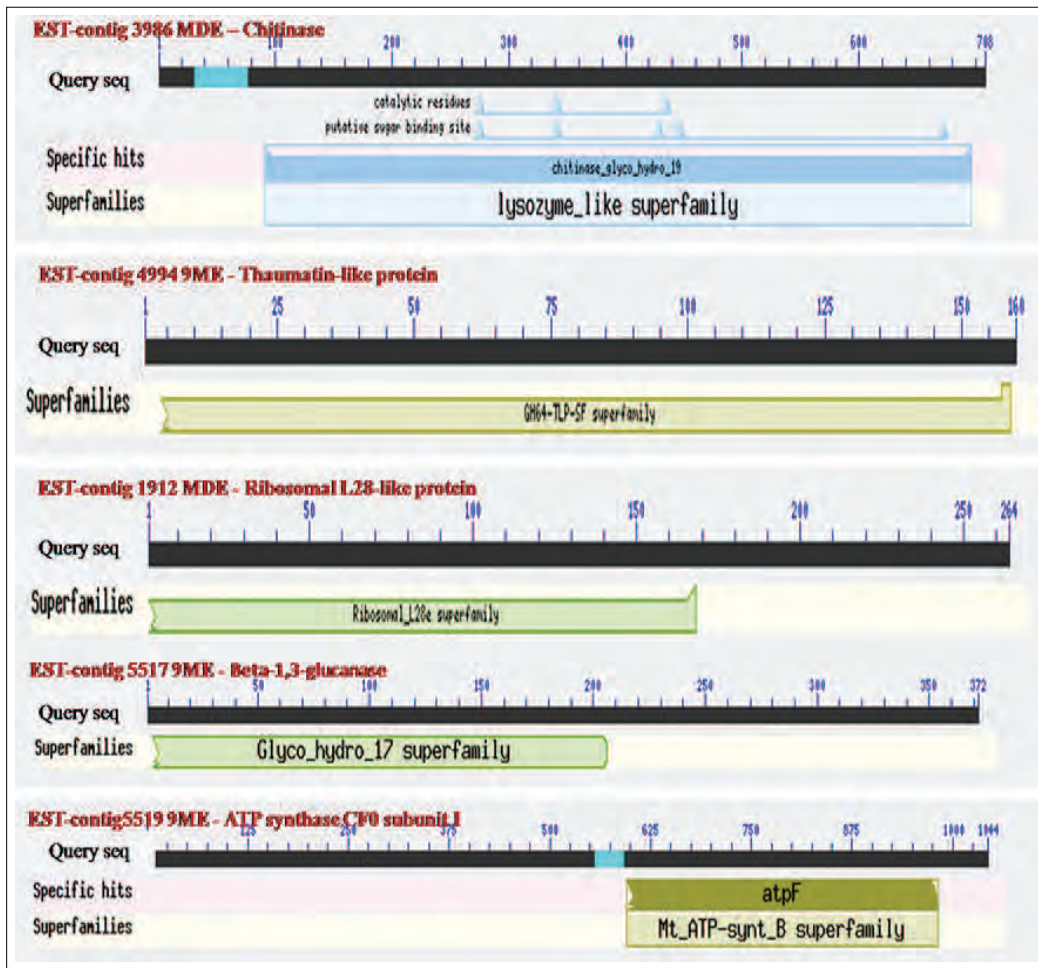 EST-contig 3986 MDE – Chitinase
1 100 200 300 400 500 600 708
Query seq
catalytic residues
putative sugar binding site
Specific hits
chitinase_glyco_hydro_19
Superfamilies
lysozyme_like superfamily
EST-contig 4994 9ME - Thaumatin-like protein
1 25 50 75 100 125 150 160
Query seq
Superfamilies
GH64-TLP-SF superfamily
EST-contig 1912 MDE - Ribosomal L28-like protein
1 50 100 150 200 250 264
Query seq
Superfamilies
Ribosomal_L28e superfamily
EST-contig 5517 9ME - Beta-1,3-glucanase
1 50 100 150 200 250 300 350 372
Query seq
Superfamilies
Glyco_hydro_17 superfamily
EST-contig5519 9ME - ATP synthase CF0 subunit I
125 250 375 500 625 750 875 1000 1044
Query seq
Specific hits
atpF
Superfamilies
Mt_ATP-synt_B superfamily